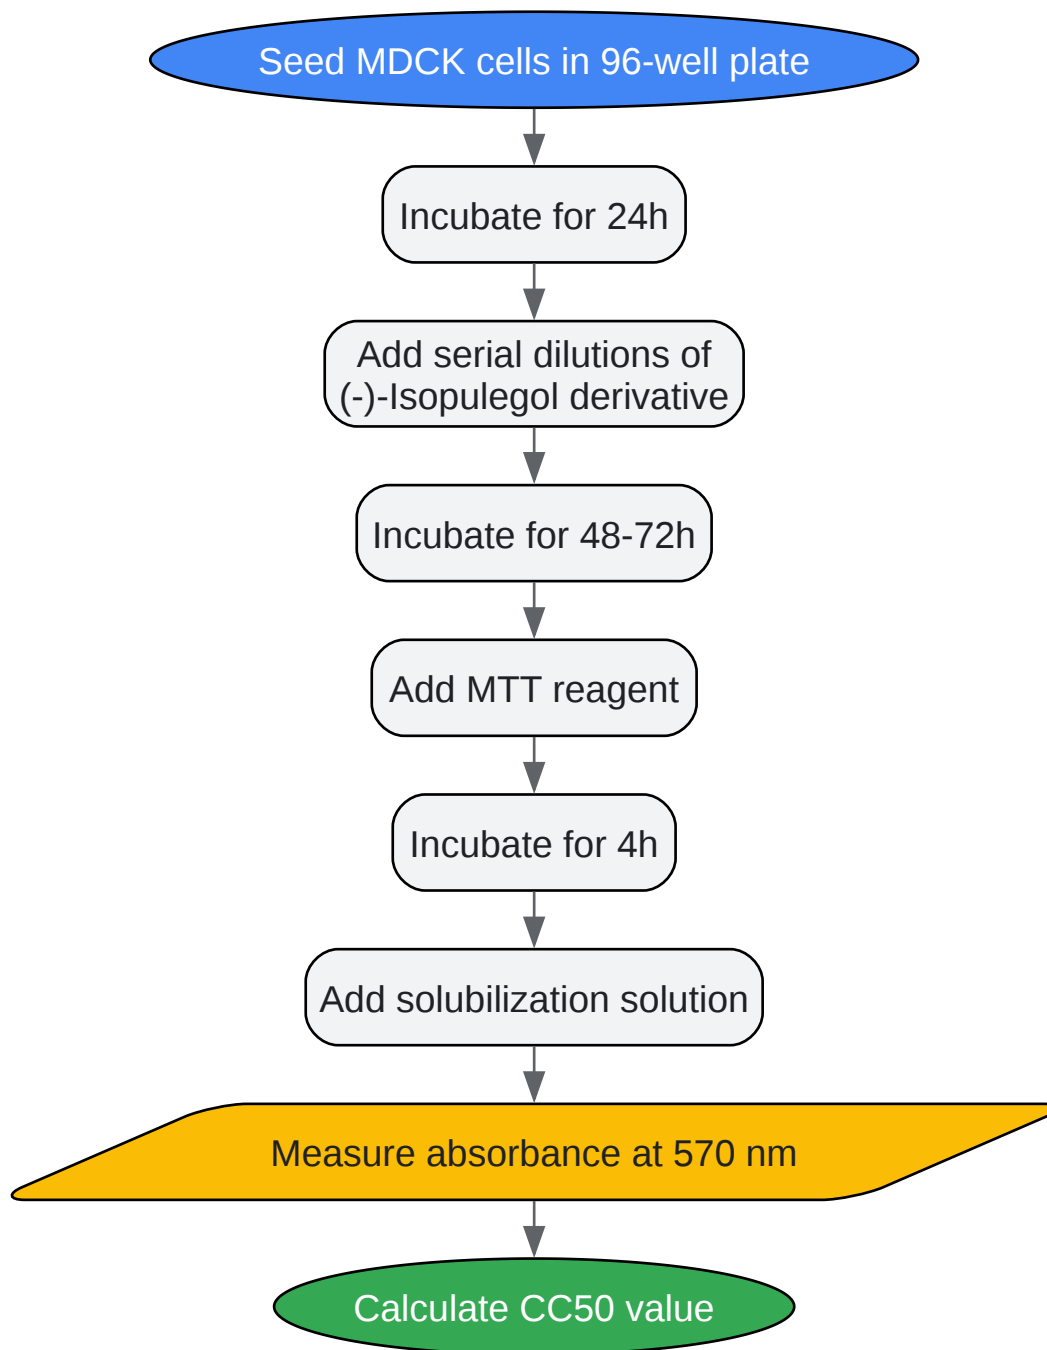 Seed MDCK cells in 96-well plate
Incubate for 24h
Add serial dilutions of
(-)-Isopulegol derivative
Incubate for 48-72h
Add MTT reagent
Incubate for 4h
Add solubilization solution
Measure absorbance at 570 nm
Calculate CC50 value